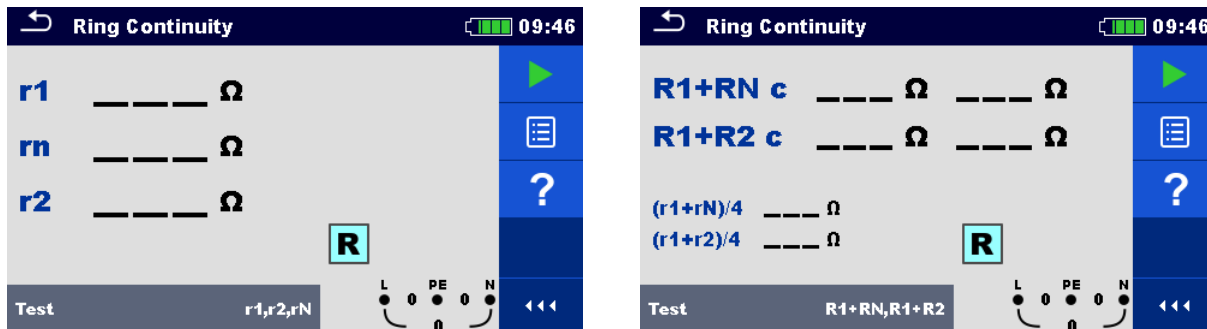 Ring Continuity 09:46
r1 ___ Ω
rn ___ Ω
r2 ___ Ω
R
L PE N
0 0
0
Test r1,r2,rN
Ring Continuity 09:46
R1+RN c ___ Ω ___ Ω
R1+R2 c ___ Ω ___ Ω
?
(r1+rN)/4 ___ Ω
(r1+r2)/4 ___ Ω
R
L PE N
0 0
0
Test R1+RN,R1+R2